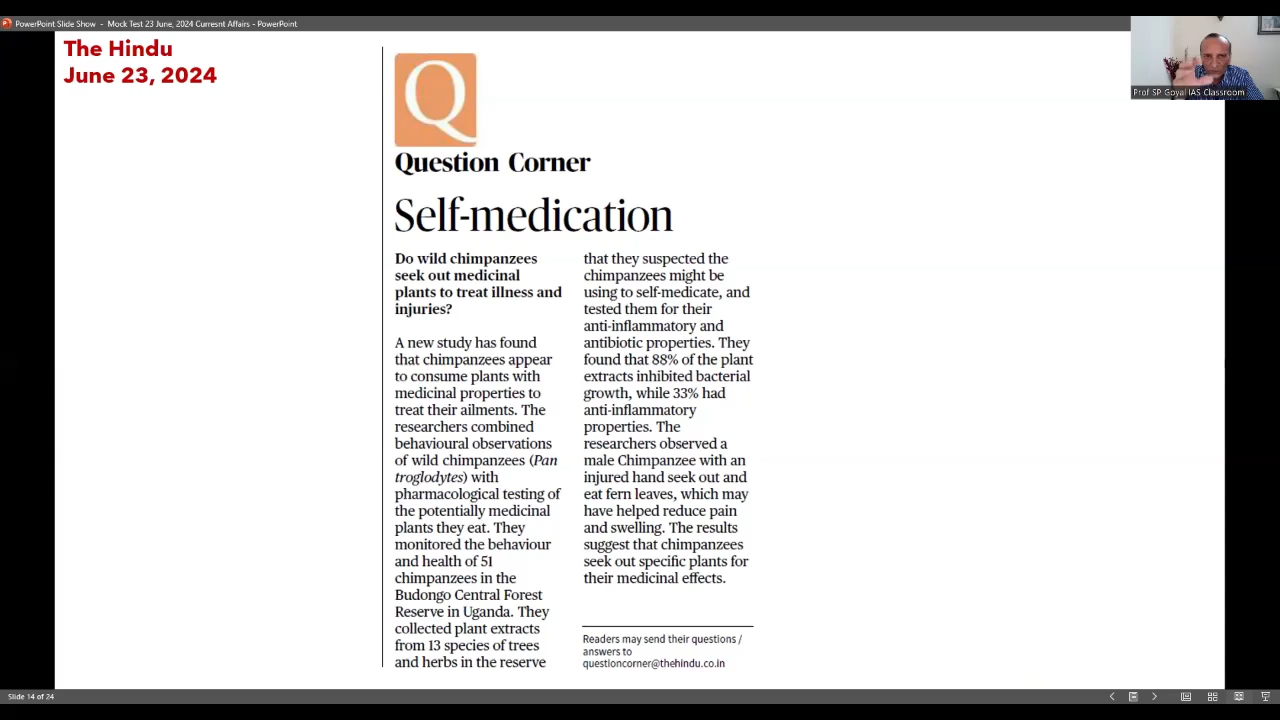 PowerPoint Slide Show - Mock Test 23 June, 2024 Curresnt Affairs - PowerPoint
The Hindu
June 23, 2024
Prof SP Goyal IAS Classroom
Q
Question Corner
Self-medication
Do wild chimpanzees
seek out medicinal
plants to treat illness and
injuries?
A new study has found
that chimpanzees appear
to consume plants with
medicinal properties to
treat their ailments. The
researchers combined
behavioural observations
of wild chimpanzees (Pan
troglodytes) with
pharmacological testing of
the potentially medicinal
plants they eat. They
monitored the behaviour
and health of 51
chimpanzees in the
Budongo Central Forest
Reserve in Uganda. They
collected plant extracts
from 13 species of trees
and herbs in the reserve
that they suspected the
chimpanzees might be
using to self-medicate, and
tested them for their
anti-inflammatory and
antibiotic properties. They
found that 88% of the plant
extracts inhibited bacterial
growth, while 33% had
anti-inflammatory
properties. The
researchers observed a
male Chimpanzee with an
injured hand seek out and
eat fern leaves, which may
have helped reduce pain
and swelling. The results
suggest that chimpanzees
seek out specific plants for
their medicinal effects.
Readers may send their questions /
answers to
questioncorner@thehindu.co.in
Slide 14 of 24